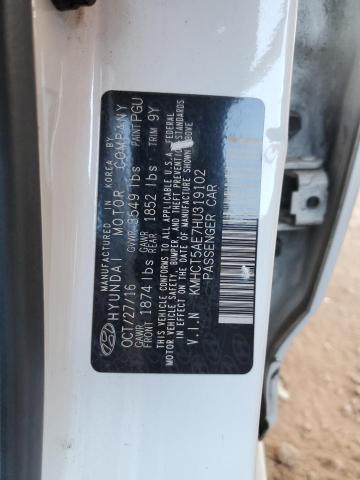 MANUFACTURED IN KOREA BY
HYUNDAI MOTOR COMPANY
OCT/27/16 GVWR 3549 lbs PAINT PGU
GAWR FRONT 1874 lbs GAWR REAR 1852 lbs TRIM 9Y
THIS VEHICLE CONFORMS TO ALL APPLICABLE U.S. FEDERAL
MOTOR VEHICLE SAFETY, BUMPER, AND THEFT PREVENTION STANDARDS
IN EFFECT ON THE DATE OF MANUFACTURE SHOWN ABOVE
V.I.N KMHCT5AE7HU319102
PASSENGER CAR